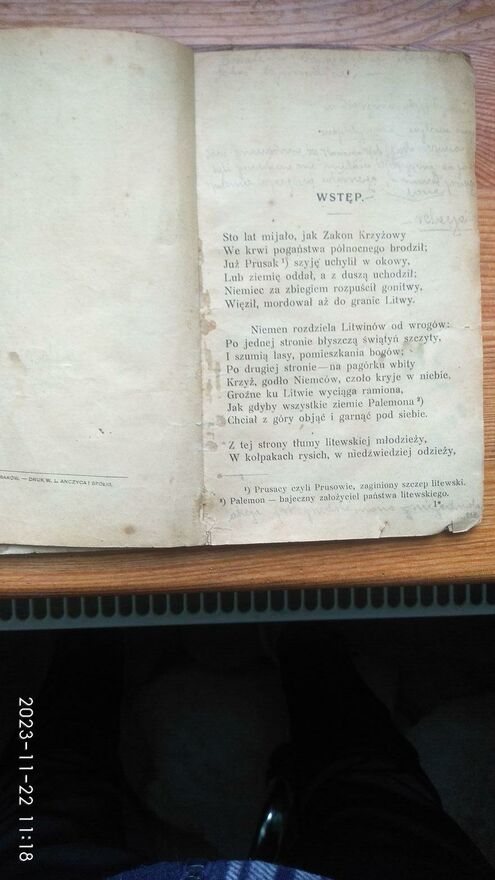 WSTĘP.
Sto lat mijało, jak Zakon Krzyżowy
We krwi pogaństwa północnego brodził;
Już Prusak ¹) szyję uchylił w okowy,
Lub ziemię oddał, a z duszą uchodził;
Niemiec za zbiegiem rozpuścił gonitwy,
Więził, mordował aż do granic Litwy.
Niemen rozdziela Litwinów od wrogów:
Po jednej stronie błyszczą świątyń szczyty,
I szumią lasy, pomieszkania bogów;
Po drugiej stronie — na pagórku wbity
Krzyż, godło Niemców, czoło kryje w niebie,
Groźne ku Litwie wyciąga ramiona,
Jak gdyby wszystkie ziemie Palemona ²)
Chciał z góry objąć i garnąć pod siebie.
Z tej strony tłumy litewskiej młodzieży,
W kołpakach rysich, w niedźwiedziej odzieży,
¹) Prusacy czyli Prusowie, zaginiony szczep litewski.
²) Palemon — bajeczny założyciel państwa litewskiego.
1*
— DRUK W. L. ANCZYCA I SPÓŁKI.
2023-11-22 11:18